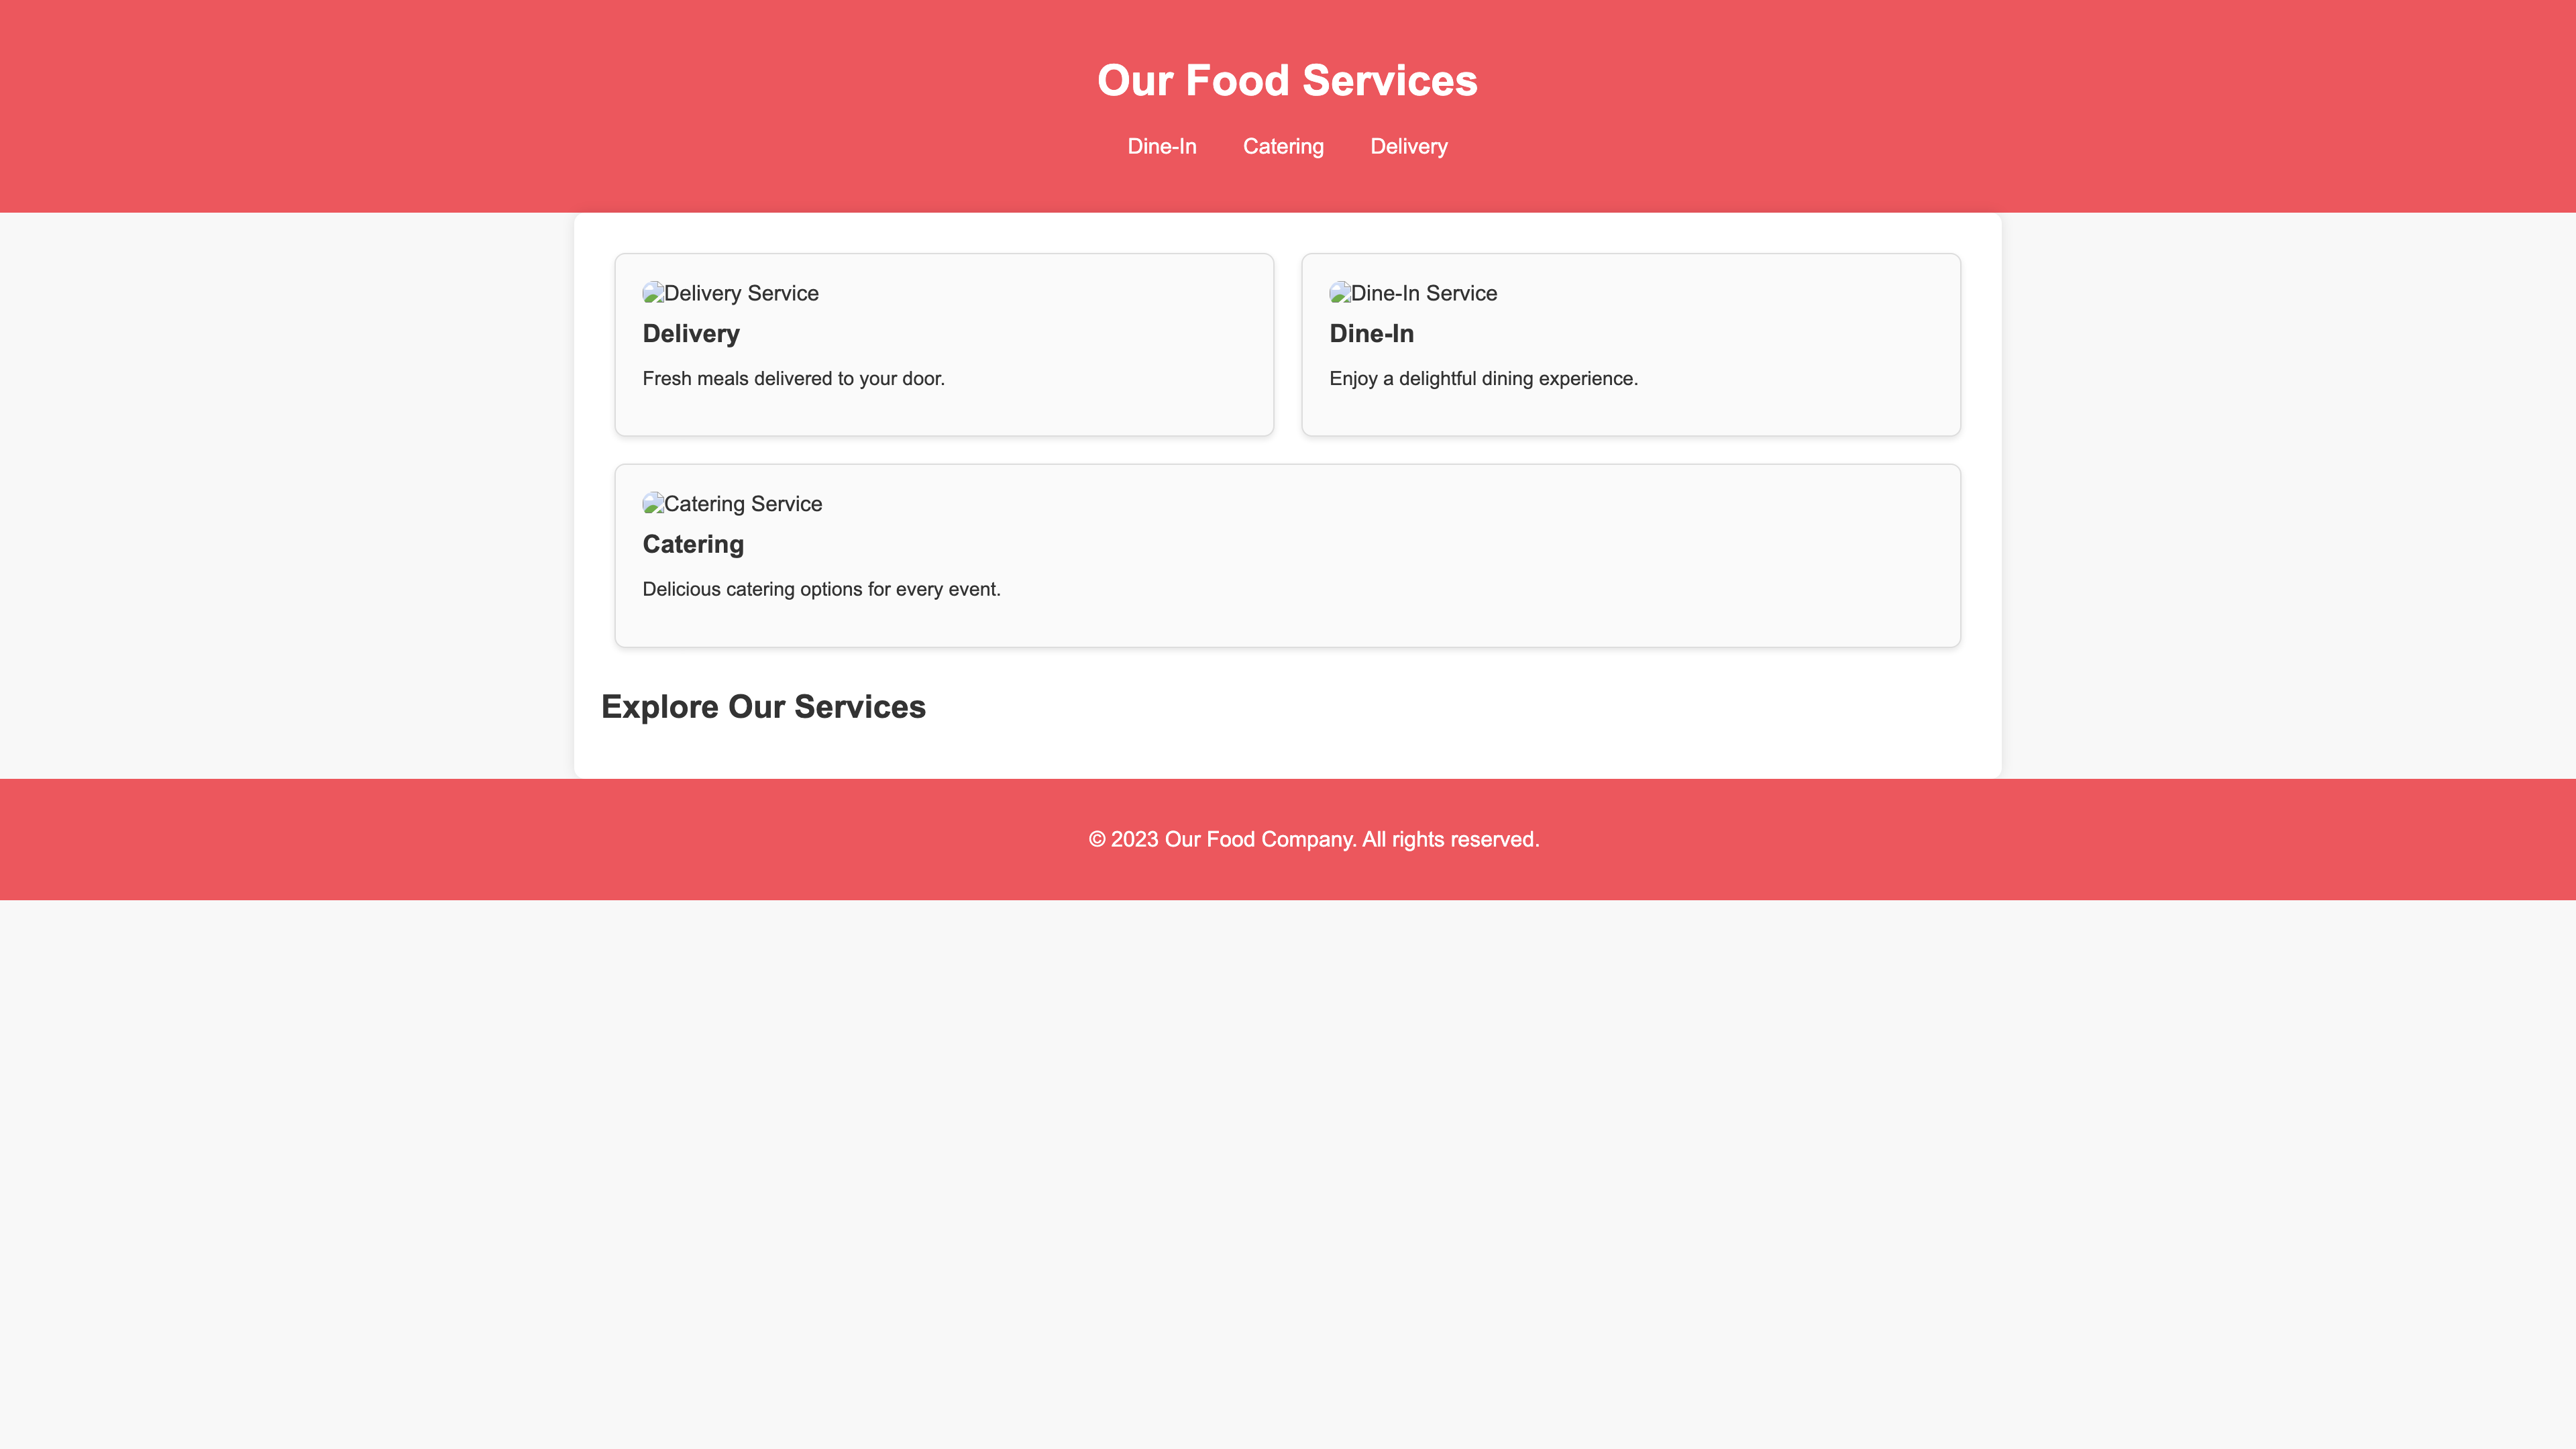 Our Food Services
Dine-In Catering Delivery
Delivery Service
Delivery
Fresh meals delivered to your door.
Dine-In Service
Dine-In
Enjoy a delightful dining experience.
Catering Service
Catering
Delicious catering options for every event.
Explore Our Services
© 2023 Our Food Company. All rights reserved.